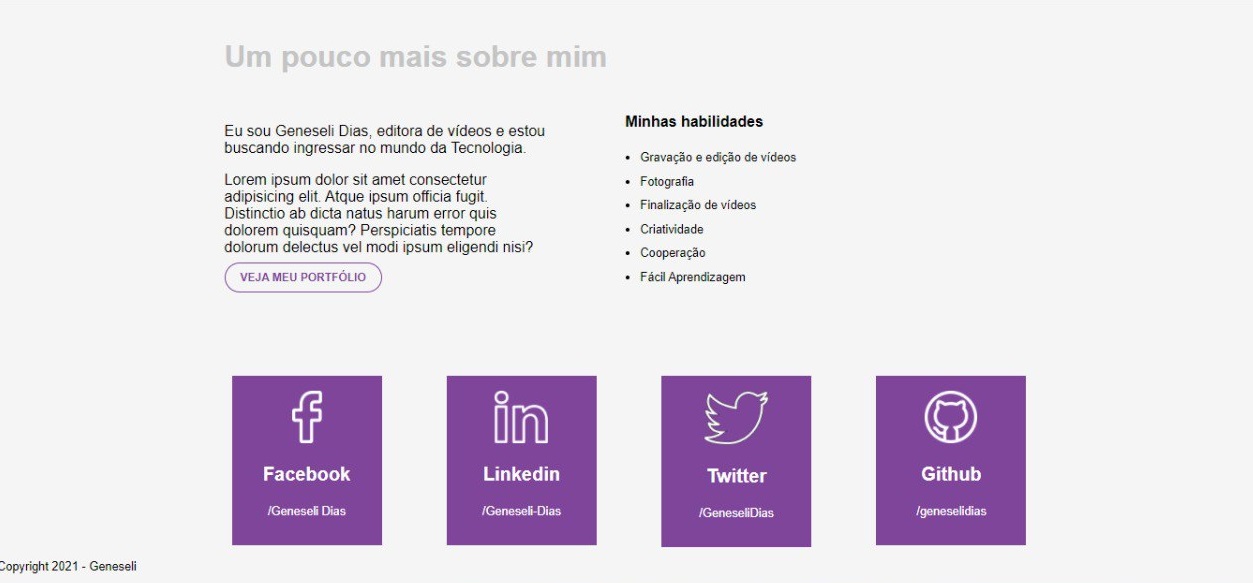 Um pouco mais sobre mim
Eu sou Geneseli Dias, editora de vídeos e estou
buscando ingressar no mundo da Tecnologia.
Lorem ipsum dolor sit amet consectetur
adipisicing elit. Atque ipsum officia fugit.
Distinctio ab dicta natus harum error quis
dolorem quisquam? Perspiciatis tempore
dolorum delectus vel modi ipsum eligendi nisi?
VEJA MEU PORTFÓLIO
Minhas habilidades
• Gravação e edição de vídeos
• Fotografia
• Finalização de vídeos
• Criatividade
• Cooperação
• Fácil Aprendizagem
Facebook
/Geneseli Dias
Linkedin
/Geneseli-Dias
Twitter
/GeneseliDias
Github
/geneselidias
Copyright 2021 - Geneseli